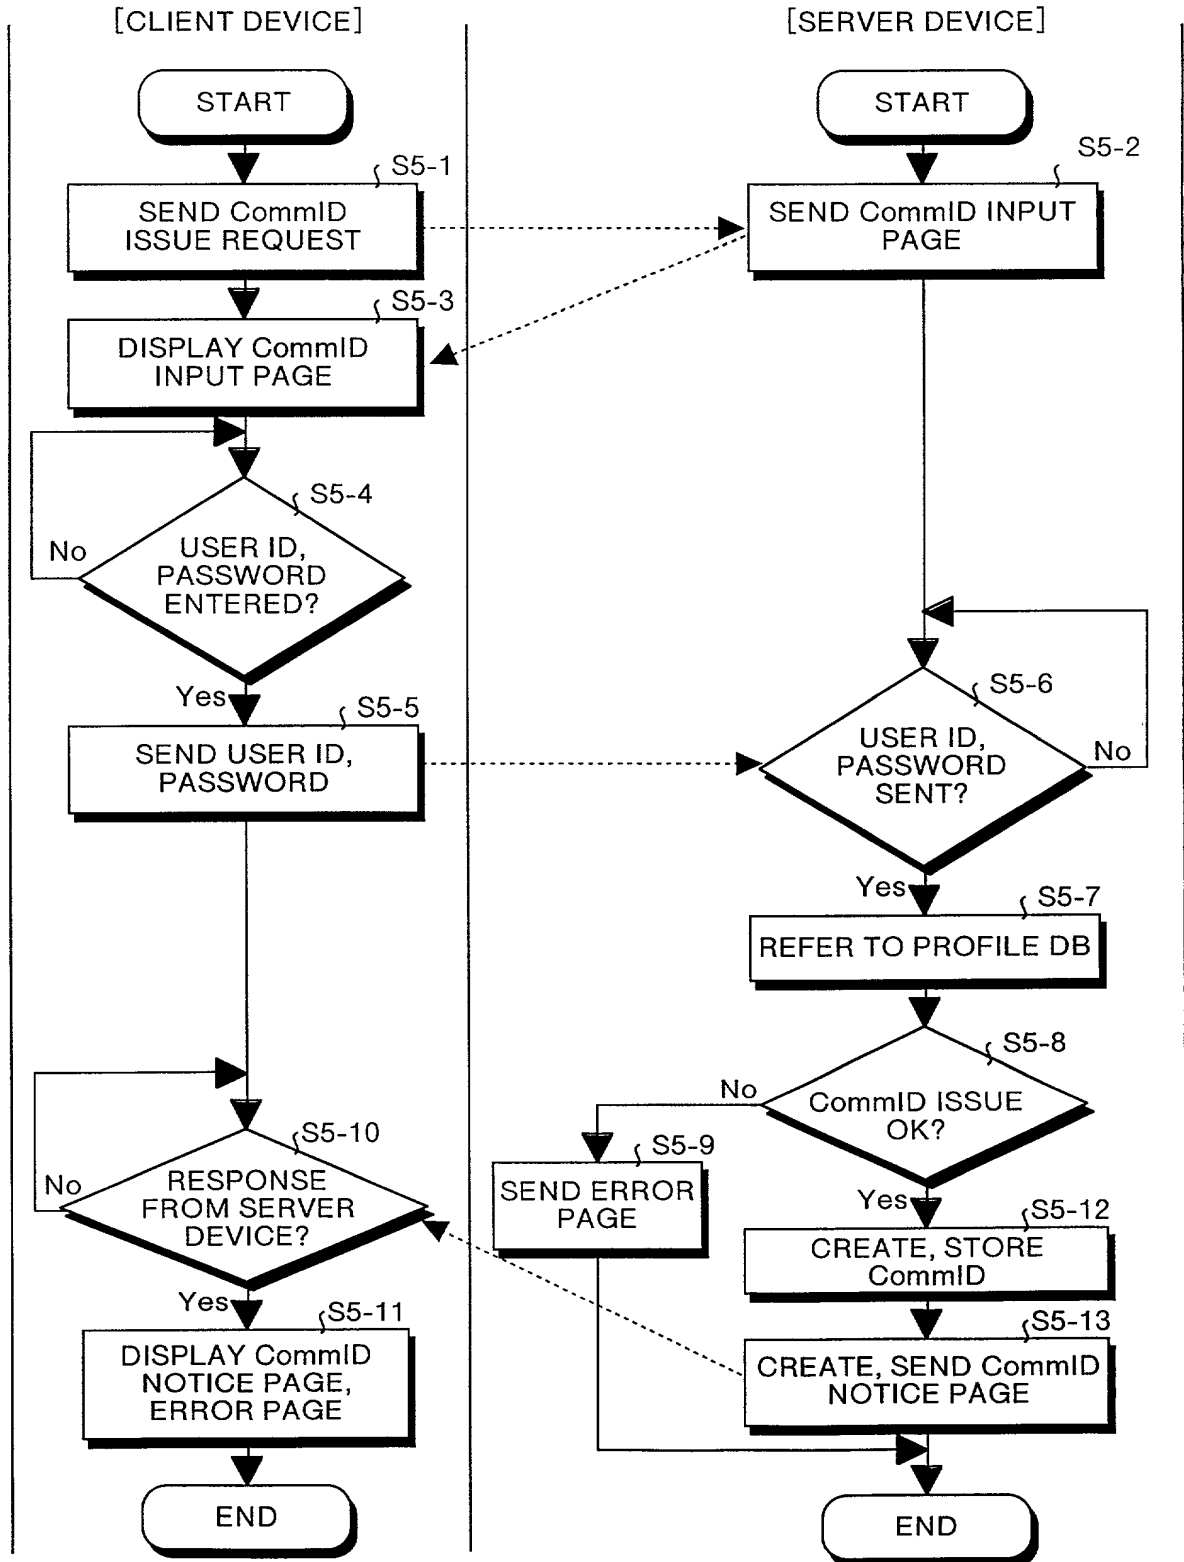 [CLIENT DEVICE]
[SERVER DEVICE]
START
START
S5-1
S5-2
SEND CommID
ISSUE REQUEST
SEND CommID INPUT
PAGE
S5-3
DISPLAY CommID
INPUT PAGE
S5-4
No
USER ID,
PASSWORD
ENTERED?
Yes
S5-5
SEND USER ID,
PASSWORD
S5-6
USER ID,
PASSWORD
SENT?
No
Yes
S5-7
REFER TO PROFILE DB
S5-8
No
CommID ISSUE
OK?
S5-9
SEND ERROR
PAGE
Yes
S5-10
No
RESPONSE
FROM SERVER
DEVICE?
S5-12
CREATE, STORE
CommID
Yes
S5-11
DISPLAY CommID
NOTICE PAGE,
ERROR PAGE
S5-13
CREATE, SEND CommID
NOTICE PAGE
END
END